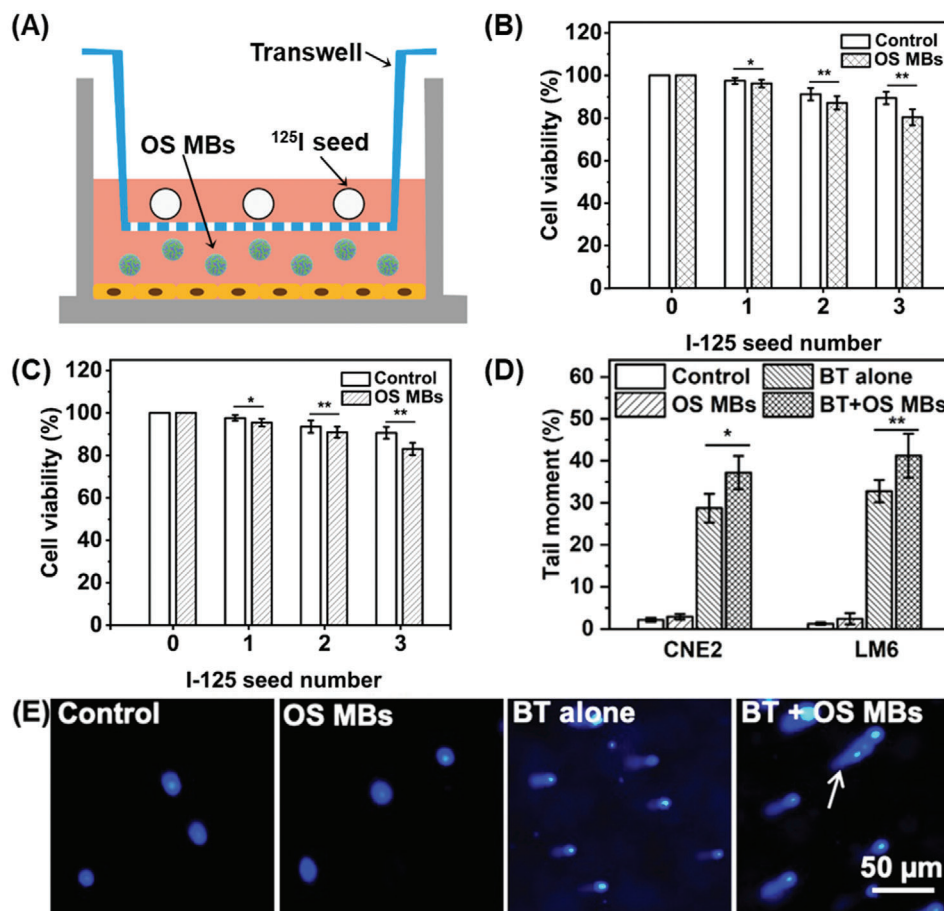 (A)
Transwell
OS MBs
¹²⁵I seed
(B)
Cell viability (%)
120
100
80
60
40
20
0
Control
OS MBs
*
**
**
0 1 2 3
I-125 seed number
(C)
Cell viability (%)
120
100
80
60
40
20
0
Control
OS MBs
*
**
**
0 1 2 3
I-125 seed number
(D)
Tail moment (%)
60
50
40
30
20
10
0
Control
OS MBs
BT alone
BT+OS MBs
*
**
CNE2 LM6
(E)
Control
OS MBs
BT alone
BT + OS MBs
50 µm